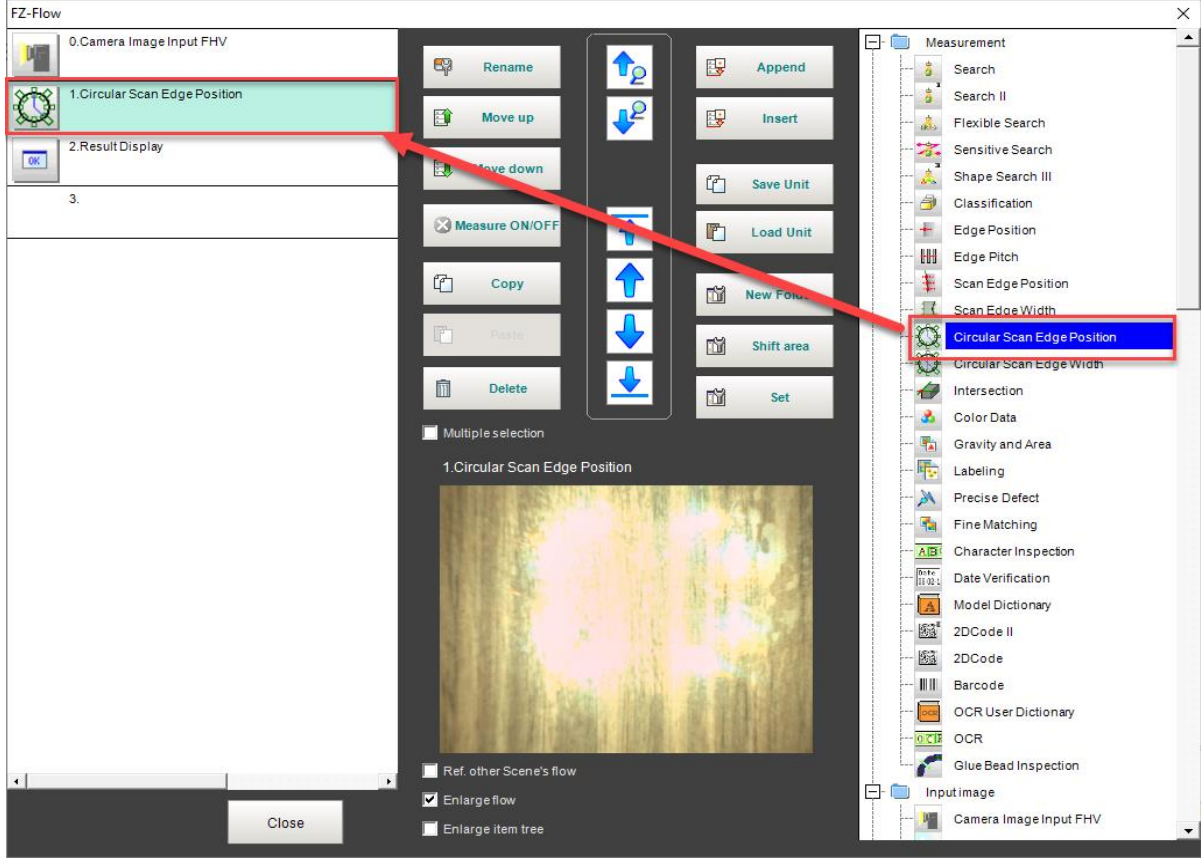 FZ-Flow
0.Camera Image Input FHV
1.Circular Scan Edge Position
2.Result Display
OK
3.
Rename
Move up
Move down
Measure ON/OFF
Copy
Paste
Delete
Append
Insert
Save Unit
Load Unit
New Fol
Shift area
Set
Multiple selection
1.Circular Scan Edge Position
Ref. other Scene's flow
Enlarge flow
Enlarge item tree
Close
Measurement
Search
Search II
Flexible Search
Sensitive Search
Shape Search III
Classification
Edge Position
Edge Pitch
Scan Edge Position
Scan Edge Width
Circular Scan Edge Position
Circular Scan Edge Width
Intersection
Color Data
Gravity and Area
Labeling
Precise Defect
Fine Matching
Character Inspection
Date Verification
Model Dictionary
2DCode II
2DCode
Barcode
OCR User Dictionary
OCR
Glue Bead Inspection
Input image
Camera Image Input FHV